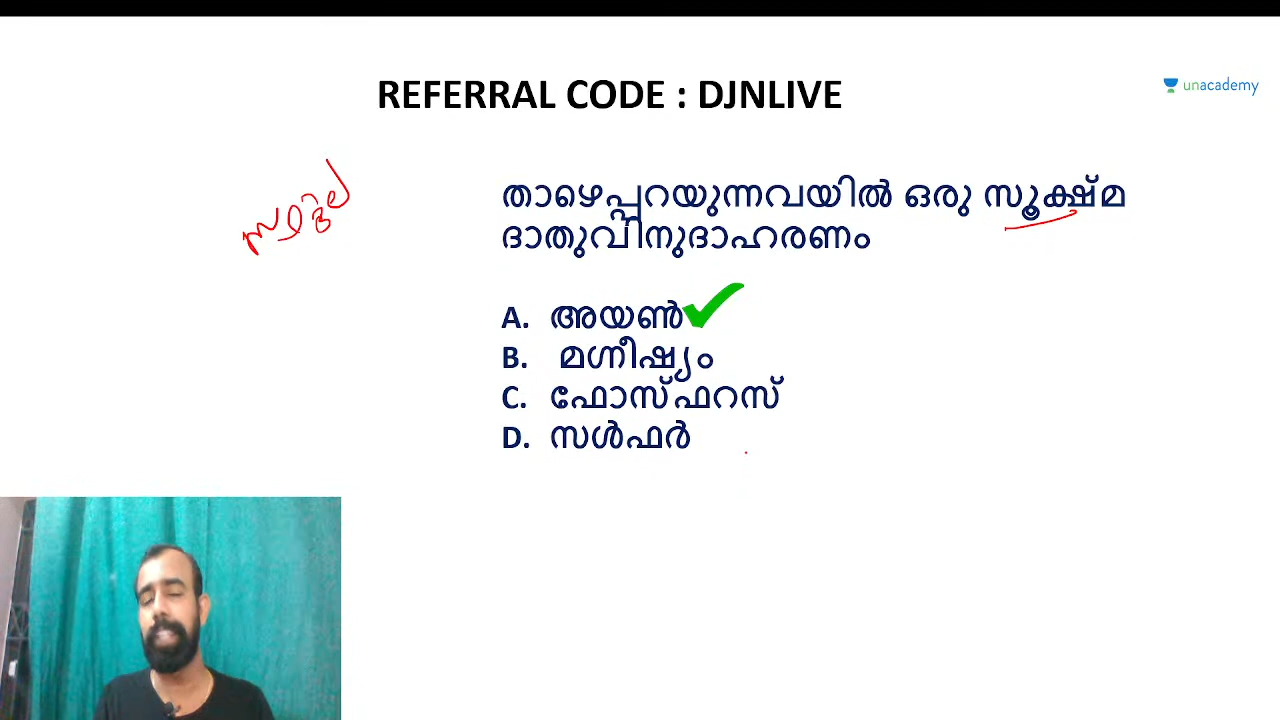 REFERRAL CODE : DJNLIVE
unacademy
താഴെപ്പറയുന്നവയിൽ ഒരു സൂക്ഷ്മ
ദാതുവിനുദാഹരണം
A. അയൺ
B. മഗ്നീഷ്യം
C. ഫോസ്ഫറസ്
D. സൾഫർ